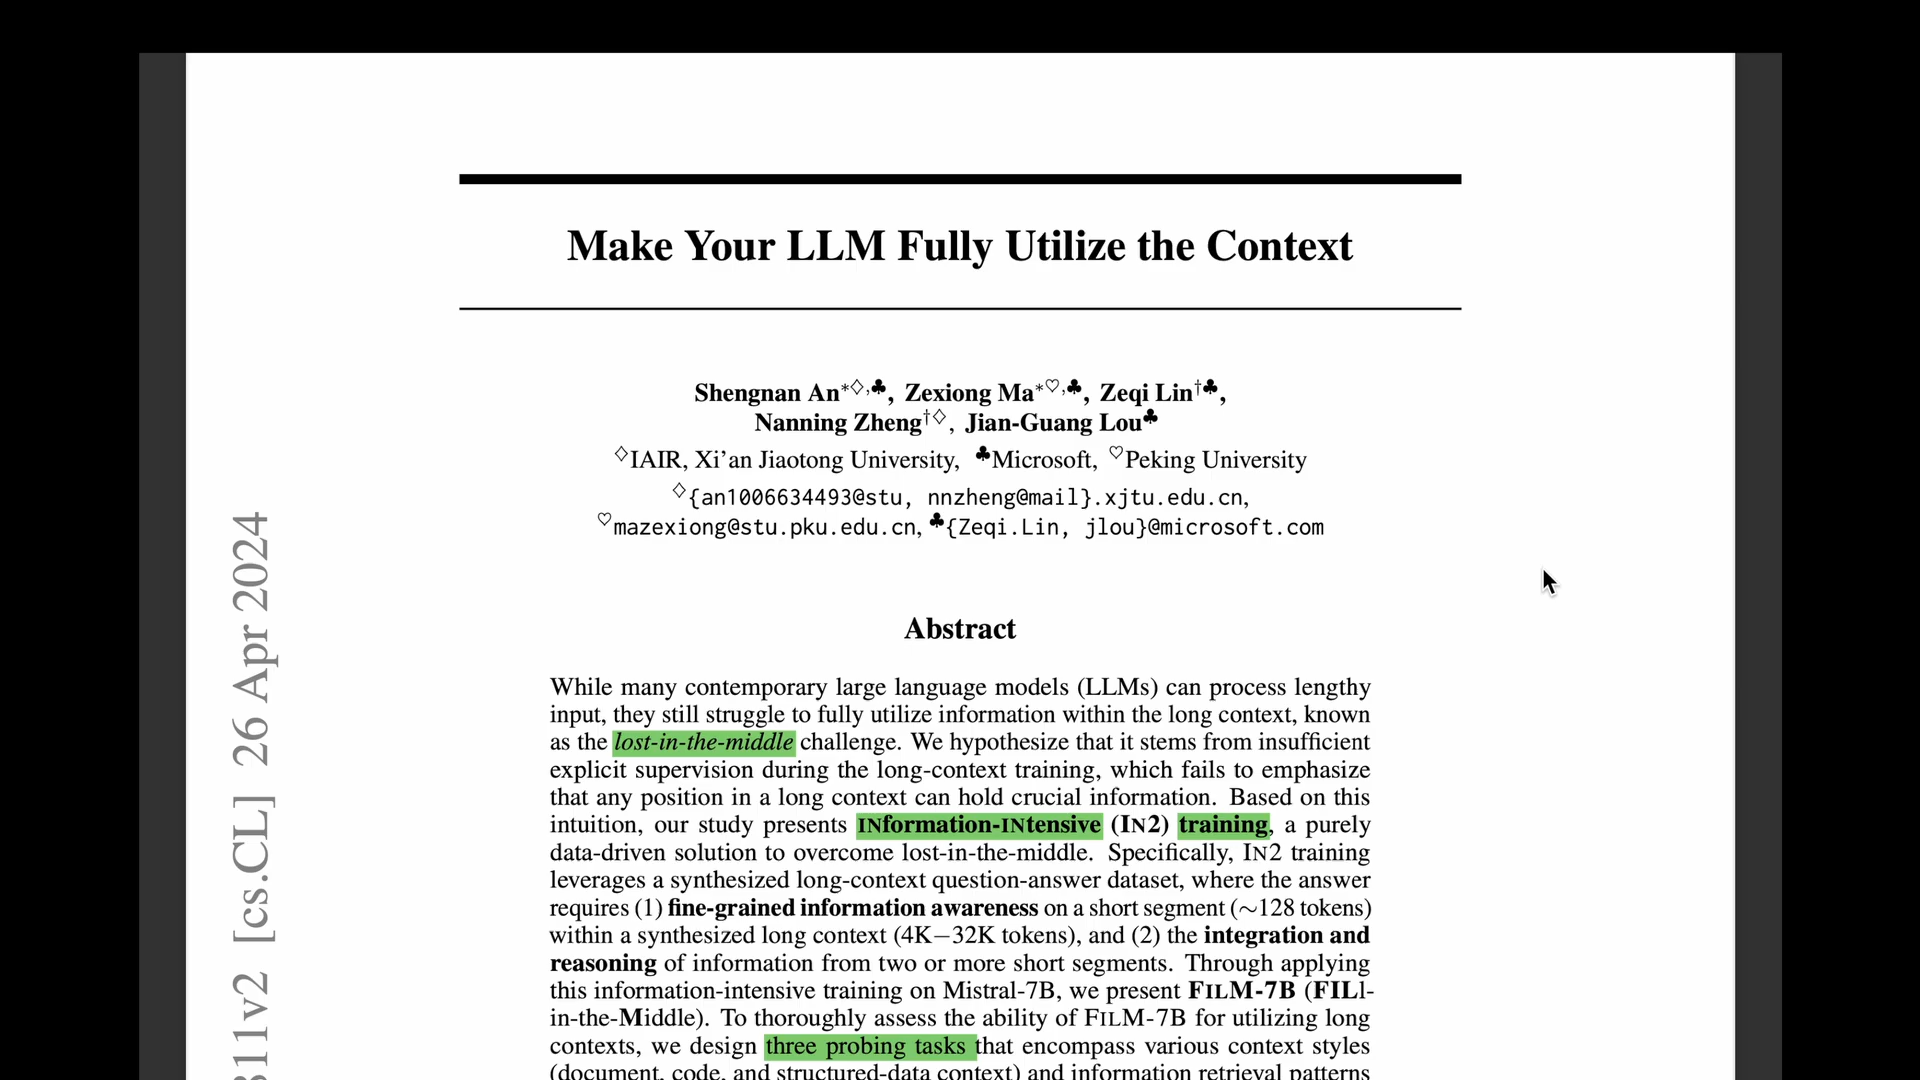 Make Your LLM Fully Utilize the Context
Shengnan An*♢,♣, Zexiong Ma*♡,♣, Zeqi Lin†♣,
Nanning Zheng†♢, Jian-Guang Lou♣
♢IAIR, Xi'an Jiaotong University, ♣Microsoft, ♡Peking University
♢{an1006634493@stu, nnzheng@mail}.xjtu.edu.cn,
♡mazexiong@stu.pku.edu.cn, ♣{Zeqi.Lin, jlou}@microsoft.com
Abstract
While many contemporary large language models (LLMs) can process lengthy
input, they still struggle to fully utilize information within the long context, known
as the lost-in-the-middle challenge. We hypothesize that it stems from insufficient
explicit supervision during the long-context training, which fails to emphasize
that any position in a long context can hold crucial information. Based on this
intuition, our study presents INformation-INtensive (IN2) training, a purely
data-driven solution to overcome lost-in-the-middle. Specifically, IN2 training
leverages a synthesized long-context question-answer dataset, where the answer
requires (1) fine-grained information awareness on a short segment (∼128 tokens)
within a synthesized long context (4K−32K tokens), and (2) the integration and
reasoning of information from two or more short segments. Through applying
this information-intensive training on Mistral-7B, we present FILM-7B (FILl-
in-the-Middle). To thoroughly assess the ability of FILM-7B for utilizing long
contexts, we design three probing tasks that encompass various context styles
(document, code, and structured-data context) and information retrieval patterns
811v2 [cs.CL] 26 Apr 2024